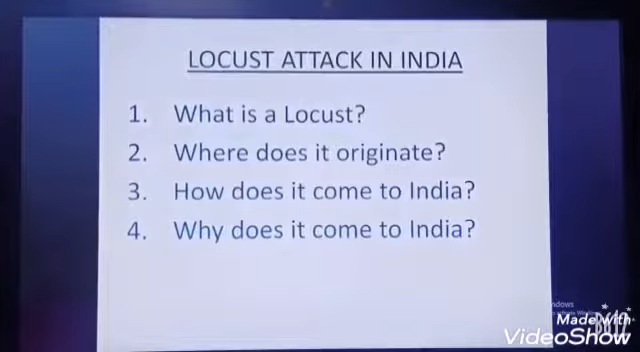 LOCUST ATTACK IN INDIA
1. What is a Locust?
2. Where does it originate?
3. How does it come to India?
4. Why does it come to India?
Made with
VideoShow